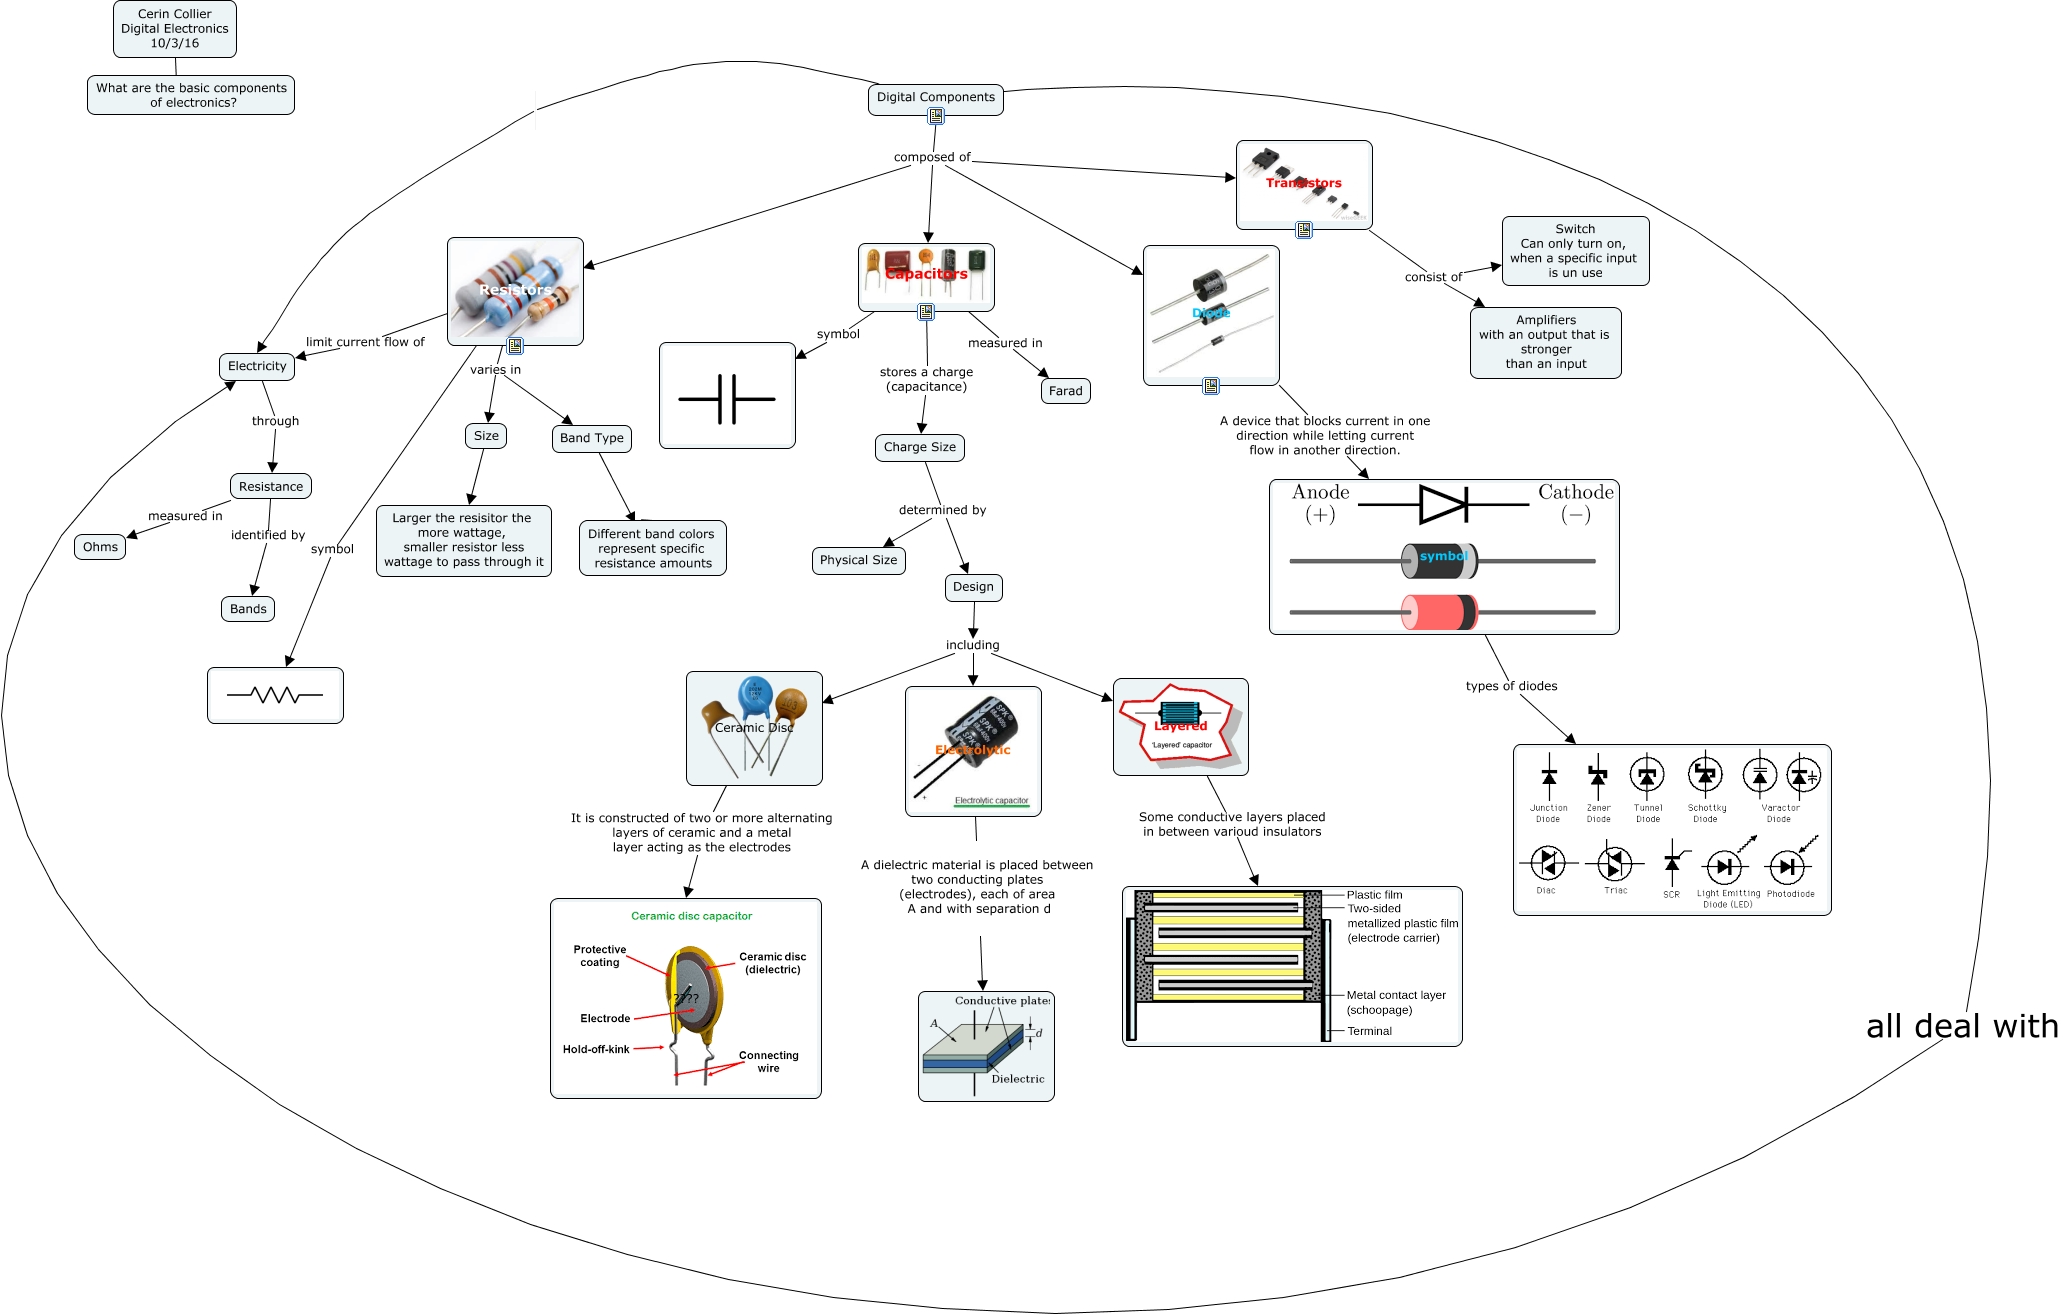 Cerin Collier
Digital Electronics
10/3/16
What are the basic components
of electronics?
Digital Components
composed of
Transistors
Switch
Can only turn on,
when a specific input
is un use
consist of
Amplifiers
with an output that is
stronger
than an input
Resistors
Capacitors
Diode
limit current flow of
Electricity
varies in
symbol
stores a charge
(capacitance)
measured in
Farad
through
Size
Band Type
Charge Size
A device that blocks current in one
direction while letting current
flow in another direction.
Resistance
measured in
Ohms
identified by
Bands
symbol
Larger the resisitor the
more wattage,
smaller resistor less
wattage to pass through it
Different band colors
represent specific
resistance amounts
determined by
Physical Size
Design
including
Anode
(+)
Cathode
(−)
symbol
types of diodes
Ceramic Disc
Electrolytic
Electrolytic capacitor
Layered
'Layered' capacitor
Junction
Diode
Zener
Diode
Tunnel
Diode
Schottky
Diode
Varactor
Diode
Diac
Triac
SCR
Light Emitting
Diode (LED)
Photodiode
It is constructed of two or more alternating
layers of ceramic and a metal
layer acting as the electrodes
A dielectric material is placed between
two conducting plates
(electrodes), each of area
A and with separation d
Some conductive layers placed
in between varioud insulators
Ceramic disc capacitor
Protective
coating
Ceramic disc
(dielectric)
????
Electrode
Hold-off-kink
Connecting
wire
Conductive plates
A
d
Dielectric
Plastic film
Two-sided
metallized plastic film
(electrode carrier)
Metal contact layer
(schoopage)
Terminal
all deal with